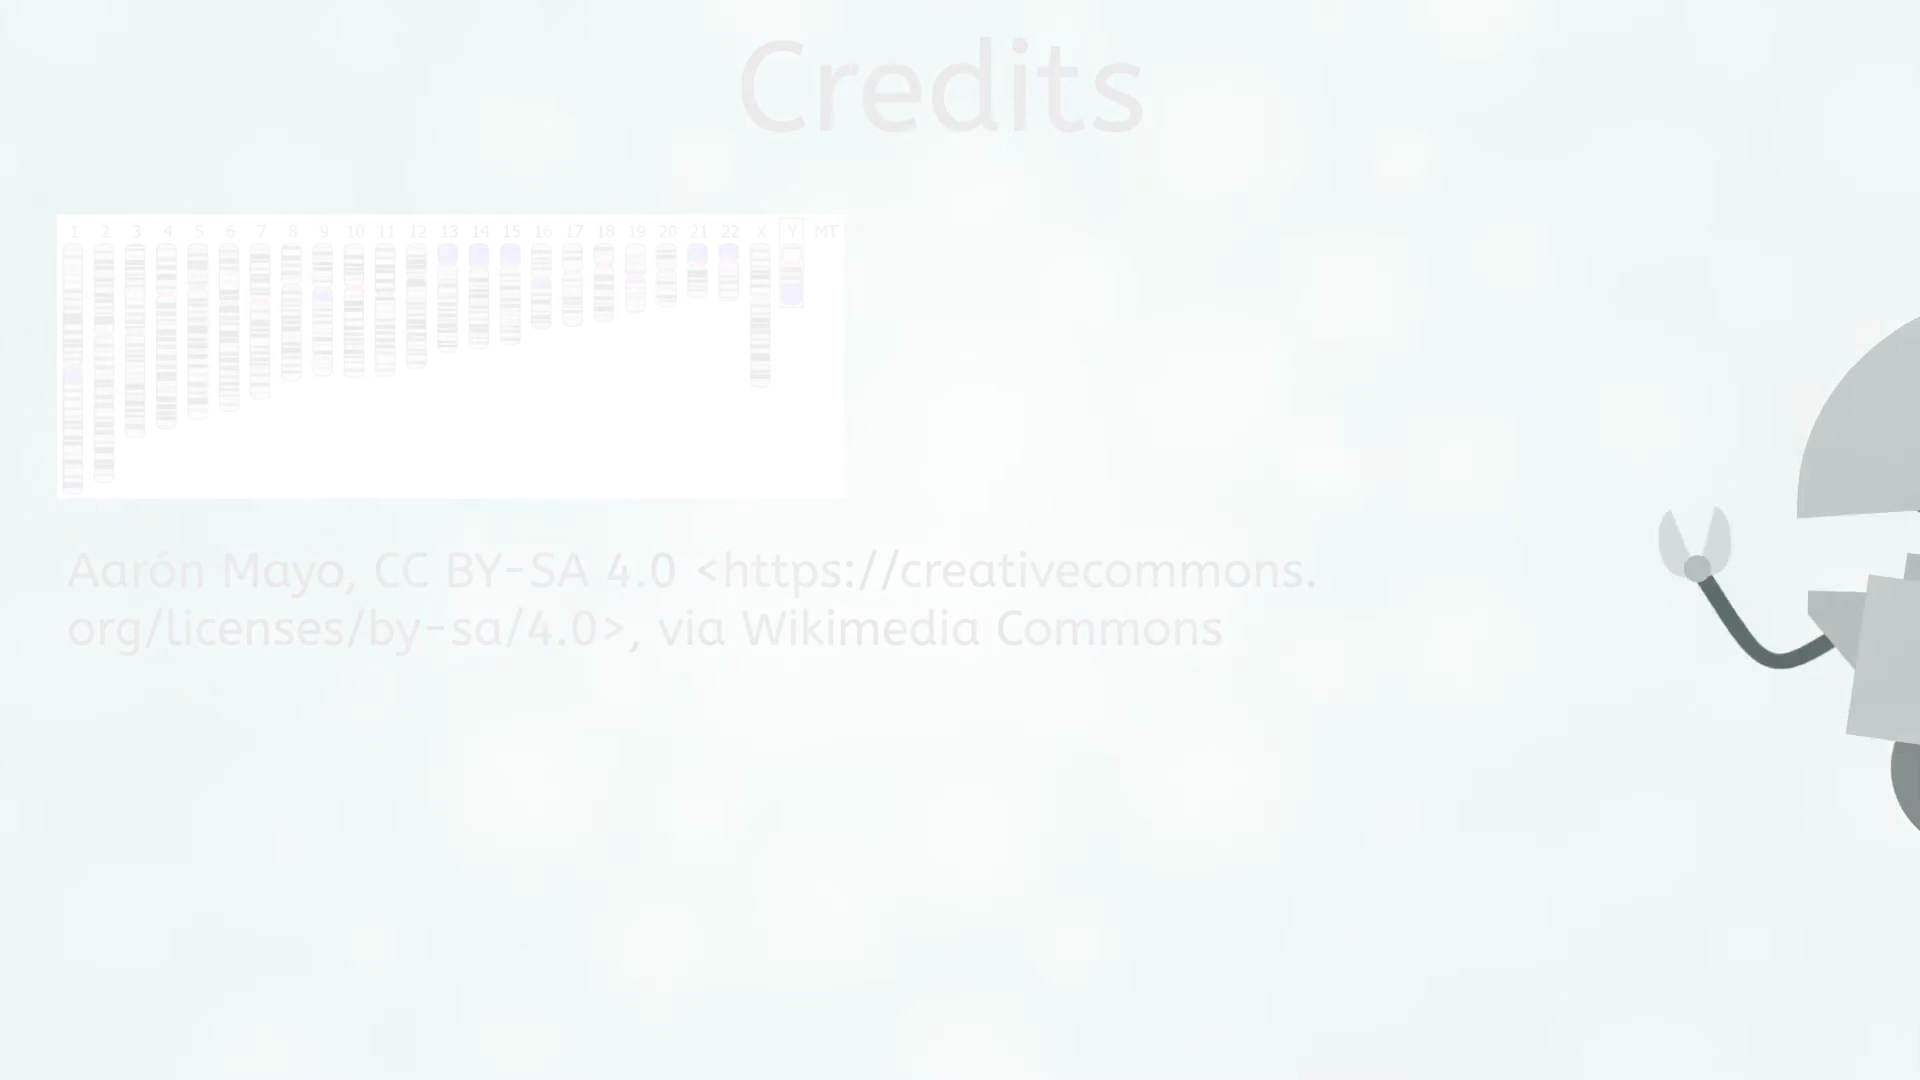 Credits
1 2 3 4 5 6 7 8 9 10 11 12 13 14 15 16 17 18 19 20 21 22 X Y MT
Aarón Mayo, CC BY-SA 4.0 <https://creativecommons.
org/licenses/by-sa/4.0>, via Wikimedia Commons